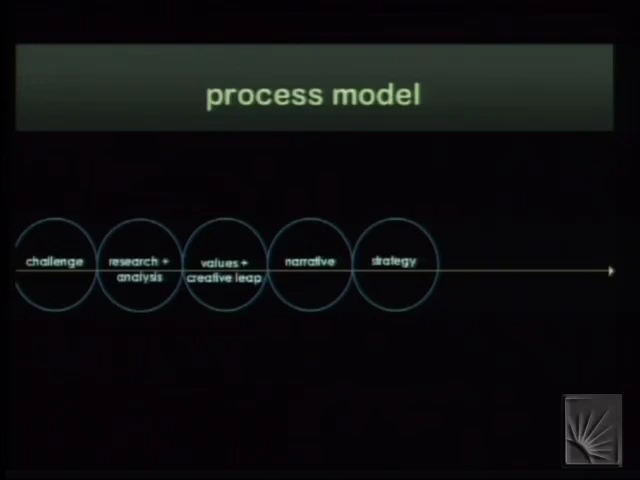 process model
challenge
research +
analysis
values +
creative leap
narrative
strategy